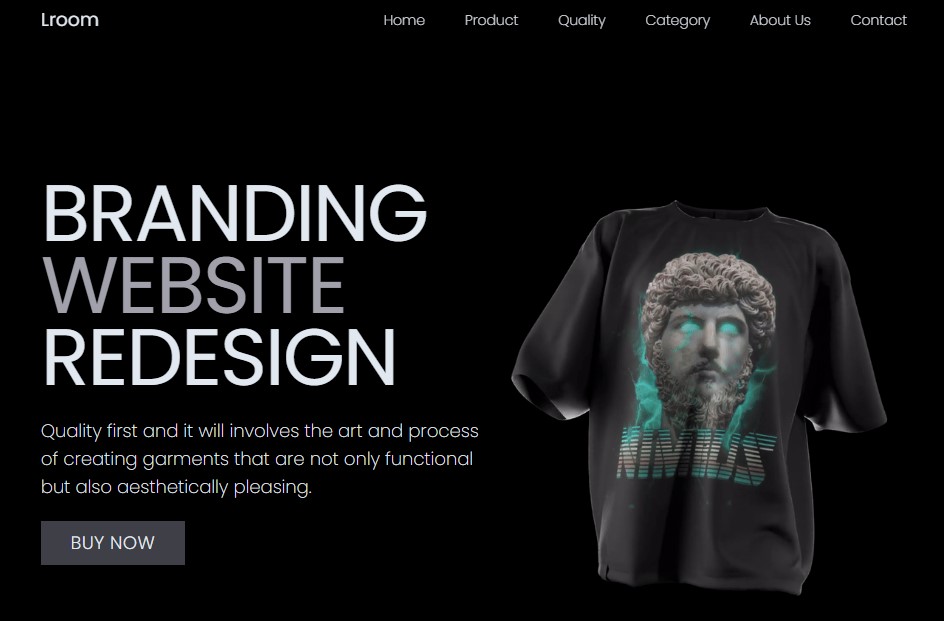 Lroom
Home Product Quality Category About Us Contact
BRANDING
WEBSITE
REDESIGN
Quality first and it will involves the art and process
of creating garments that are not only functional
but also aesthetically pleasing.
BUY NOW